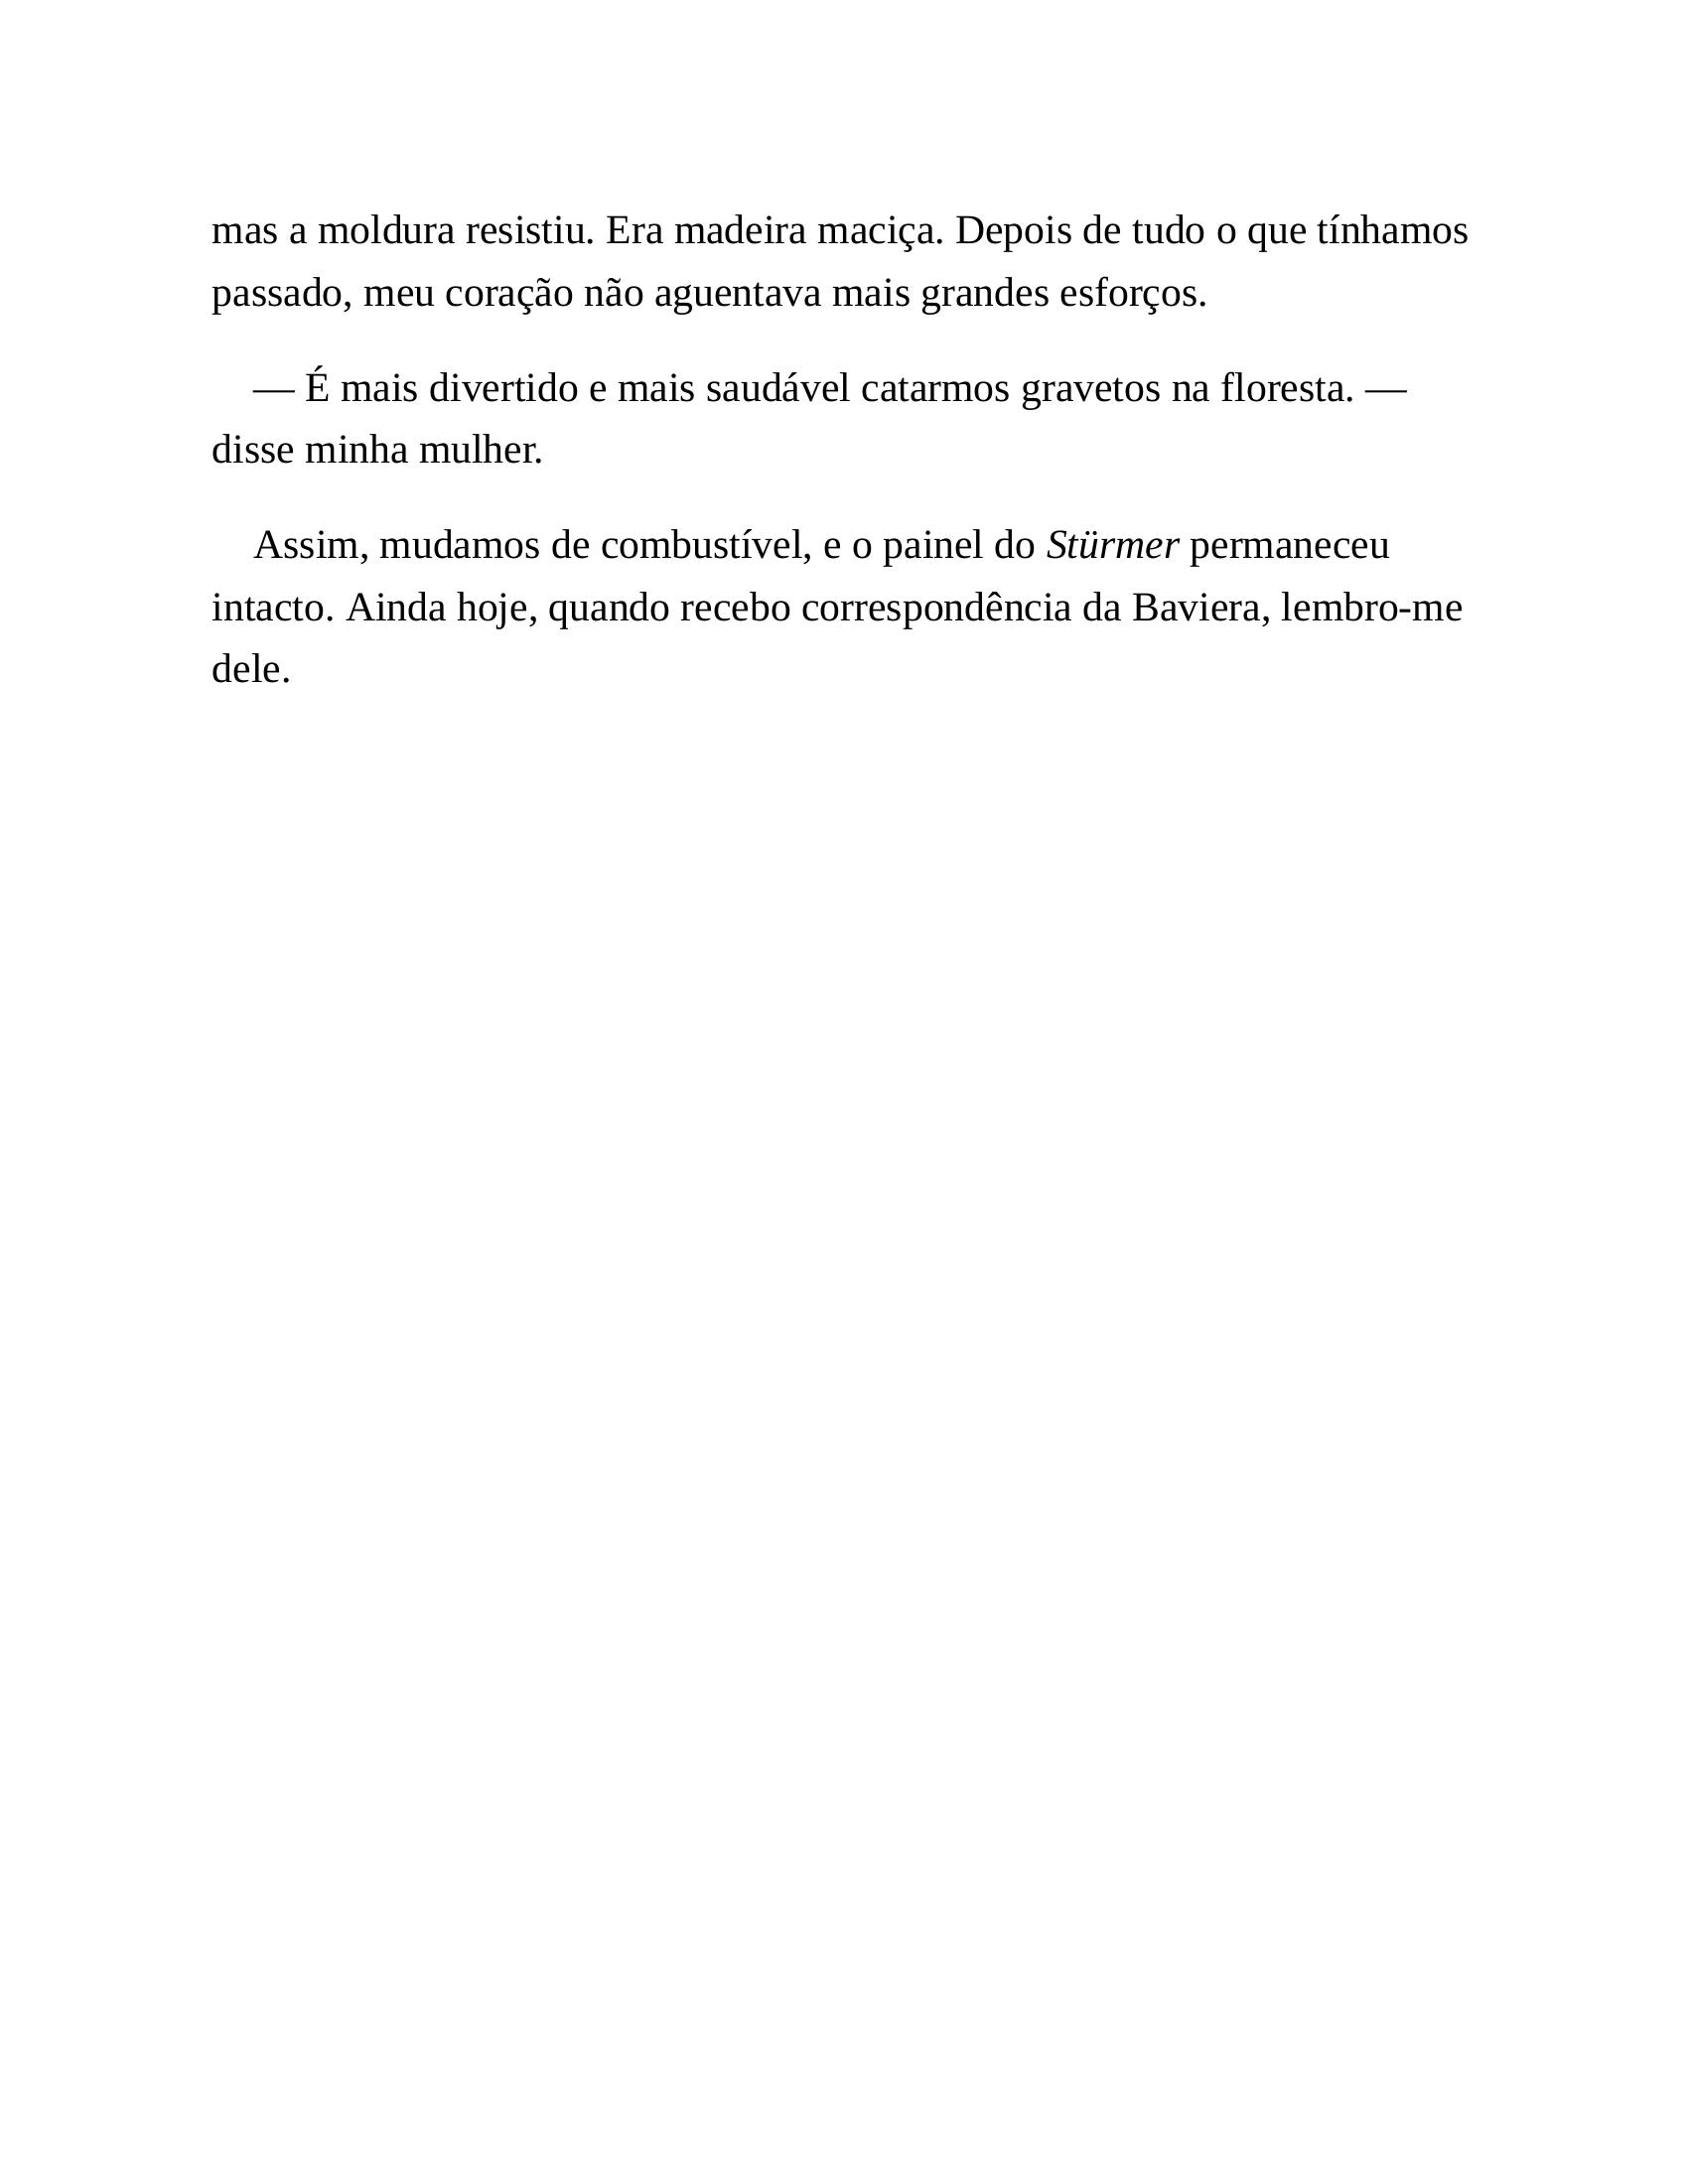 mas a moldura resistiu. Era madeira maciça. Depois de tudo o que tínhamos
passado, meu coração não aguentava mais grandes esforços.
— É mais divertido e mais saudável catarmos gravetos na floresta. —
disse minha mulher.
Assim, mudamos de combustível, e o painel do Stürmer permaneceu
intacto. Ainda hoje, quando recebo correspondência da Baviera, lembro-me
dele.